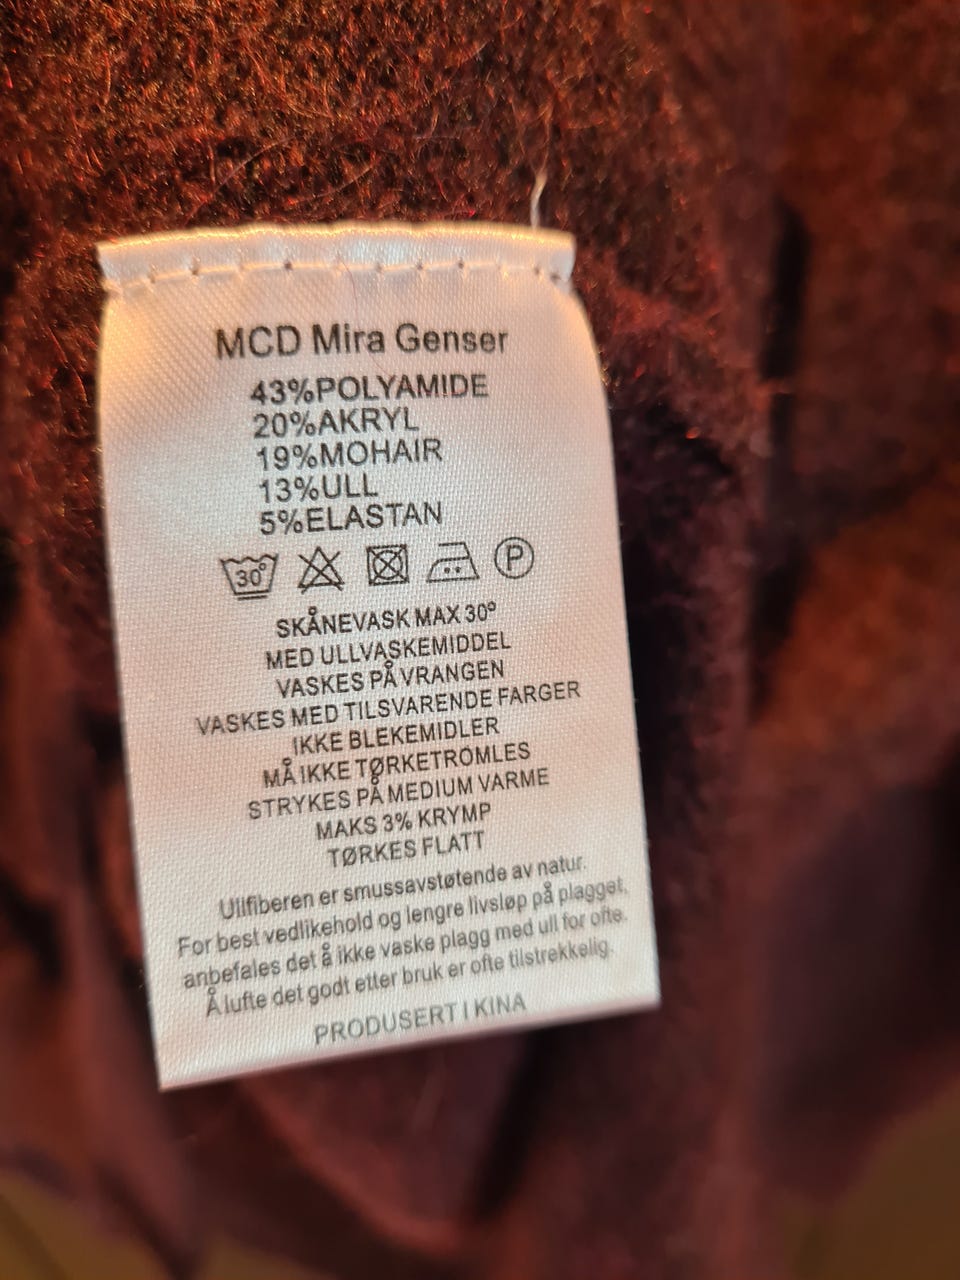 MCD Mira Genser
43%POLYAMIDE
20%AKRYL
19%MOHAIR
13%ULL
5%ELASTAN
30° P
SKÅNEVASK MAX 30°
MED ULLVASKEMIDDEL
VASKES PÅ VRANGEN
VASKES MED TILSVARENDE FARGER
IKKE BLEKEMIDLER
MÅ IKKE TØRKETROMLES
STRYKES PÅ MEDIUM VARME
MAKS 3% KRYMP
TØRKES FLATT
Ullfiberen er smussavstøtende av natur.
For best vedlikehold og lengre livsløp på plagget,
anbefales det å ikke vaske plagg med ull for ofte.
Å lufte det godt etter bruk er ofte tilstrekkelig.
PRODUSERT I KINA